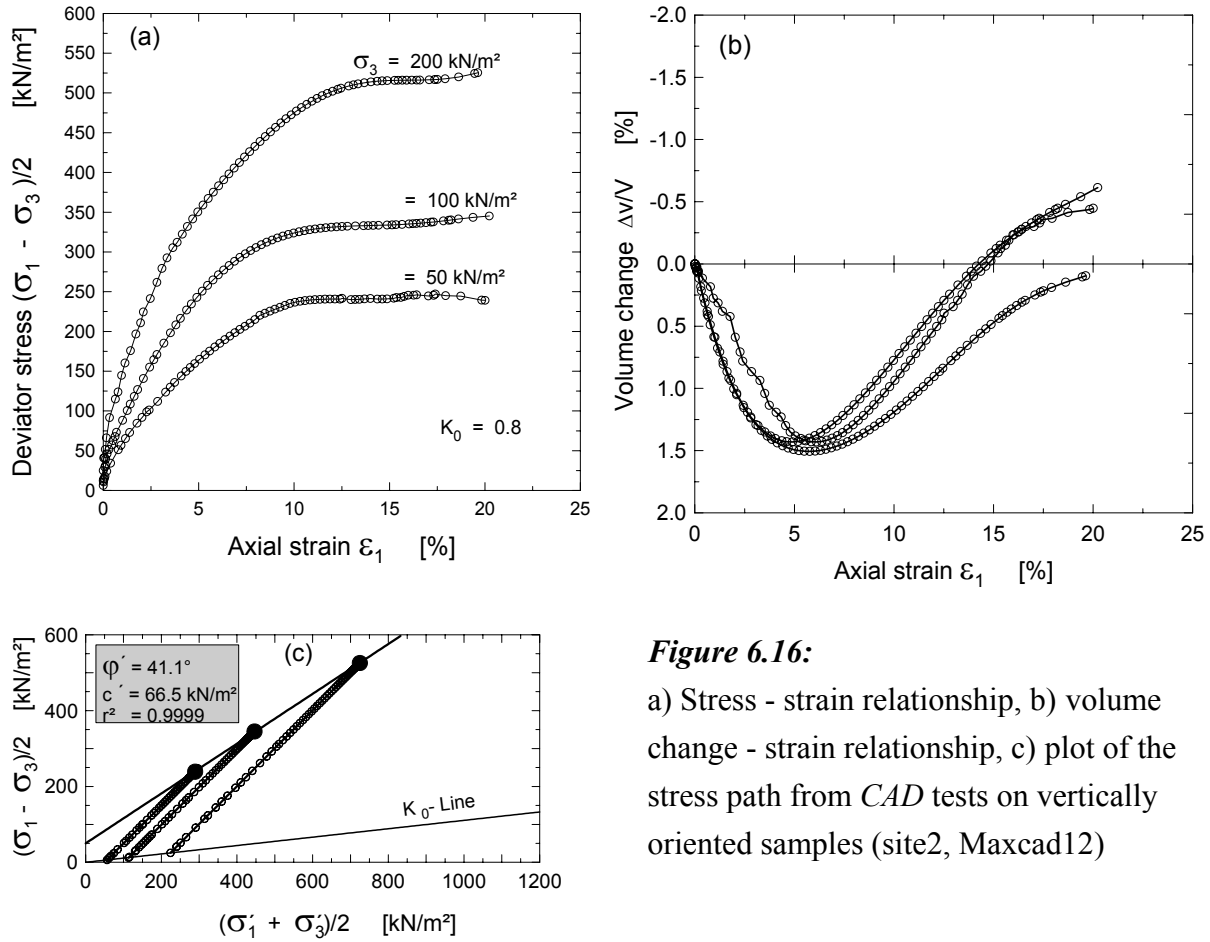 (a)
600
550
500
450
400
350
300
250
200
150
100
50
0
Deviator stress (σ1 - σ3)/2 [kN/m²]
σ3 = 200 kN/m²
= 100 kN/m²
= 50 kN/m²
K0 = 0.8
0 5 10 15 20 25
Axial strain ε1 [%]
(b)
-2.0
-1.5
-1.0
-0.5
0.0
0.5
1.0
1.5
2.0
Volume change Δv/V [%]
0 5 10 15 20 25
Axial strain ε1 [%]
(c)
600
400
200
0
(σ1 - σ3)/2 [kN/m²]
φ´ = 41.1°
c´ = 66.5 kN/m²
r² = 0.9999
K0- Line
0 200 400 600 800 1000 1200
(σ´1 + σ´3)/2 [kN/m²]
Figure 6.16:
a) Stress - strain relationship, b) volume
change - strain relationship, c) plot of the
stress path from CAD tests on vertically
oriented samples (site2, Maxcad12)